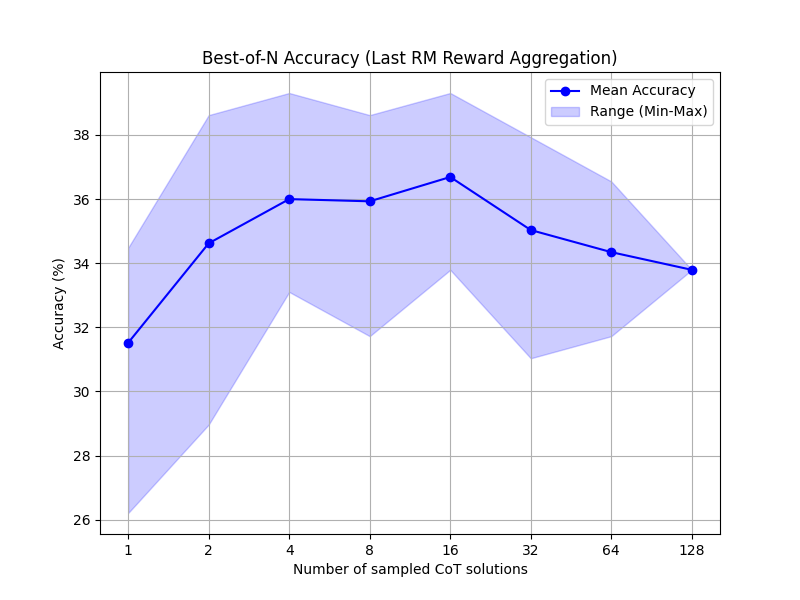 Best-of-N Accuracy (Last RM Reward Aggregation)
Mean Accuracy
Range (Min-Max)
Accuracy (%)
38
36
34
32
30
28
26
1 2 4 8 16 32 64 128
Number of sampled CoT solutions